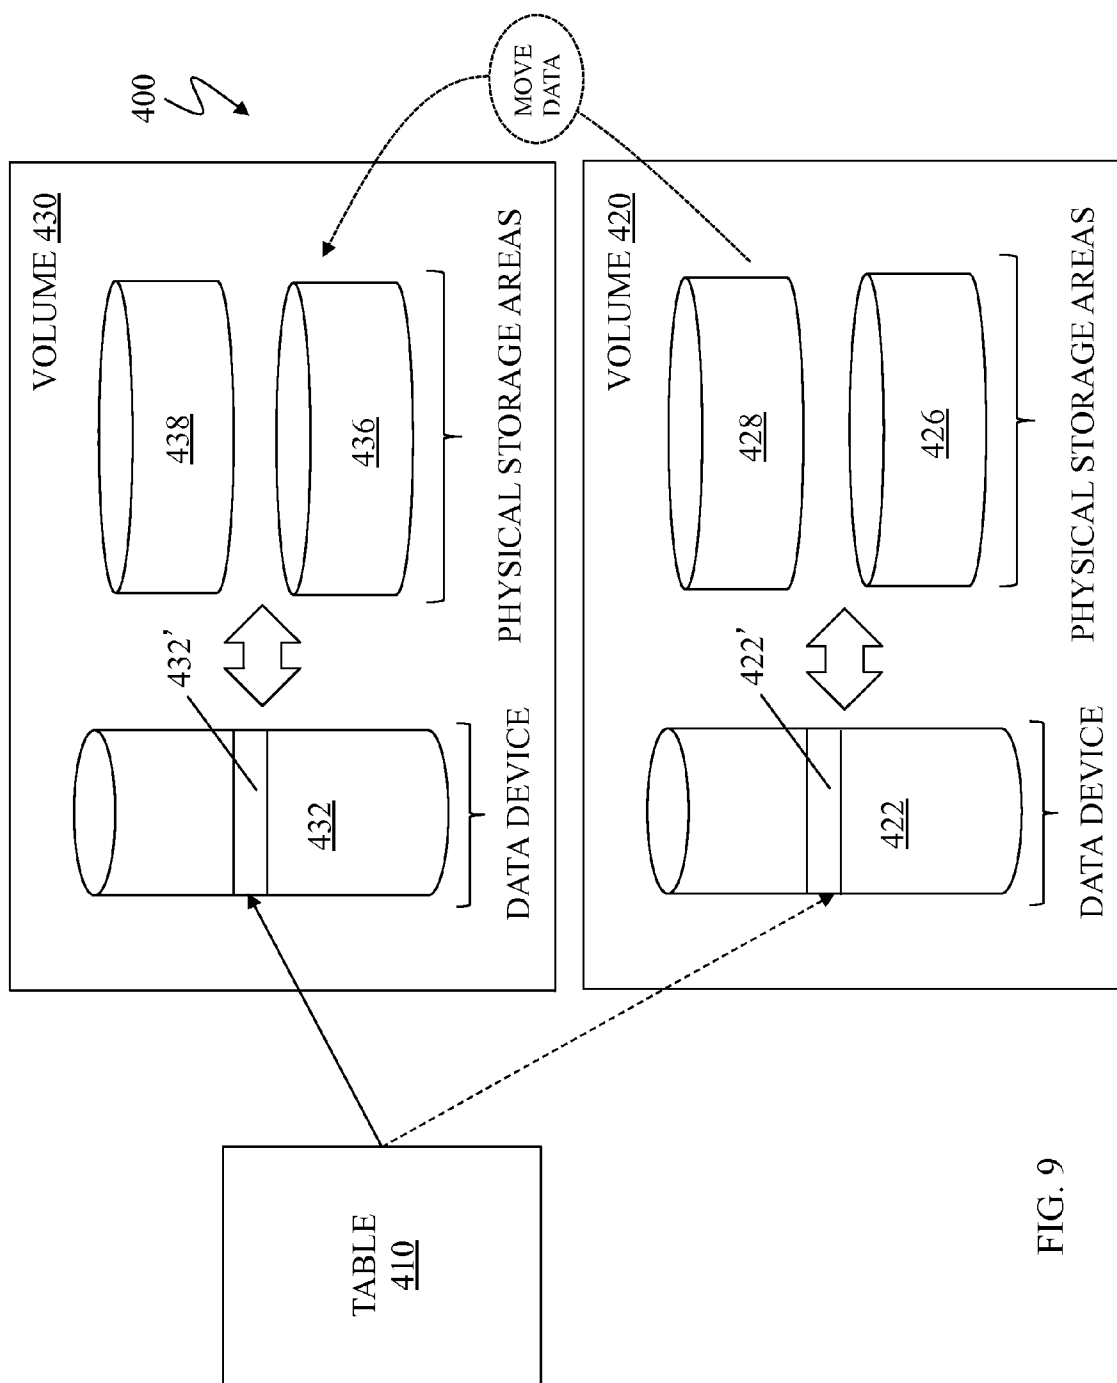 400
MOVE
DATA
VOLUME 430
438
436
PHYSICAL STORAGE AREAS
432’
432
DATA DEVICE
VOLUME 420
428
426
PHYSICAL STORAGE AREAS
422’
422
DATA DEVICE
TABLE
410
FIG. 9